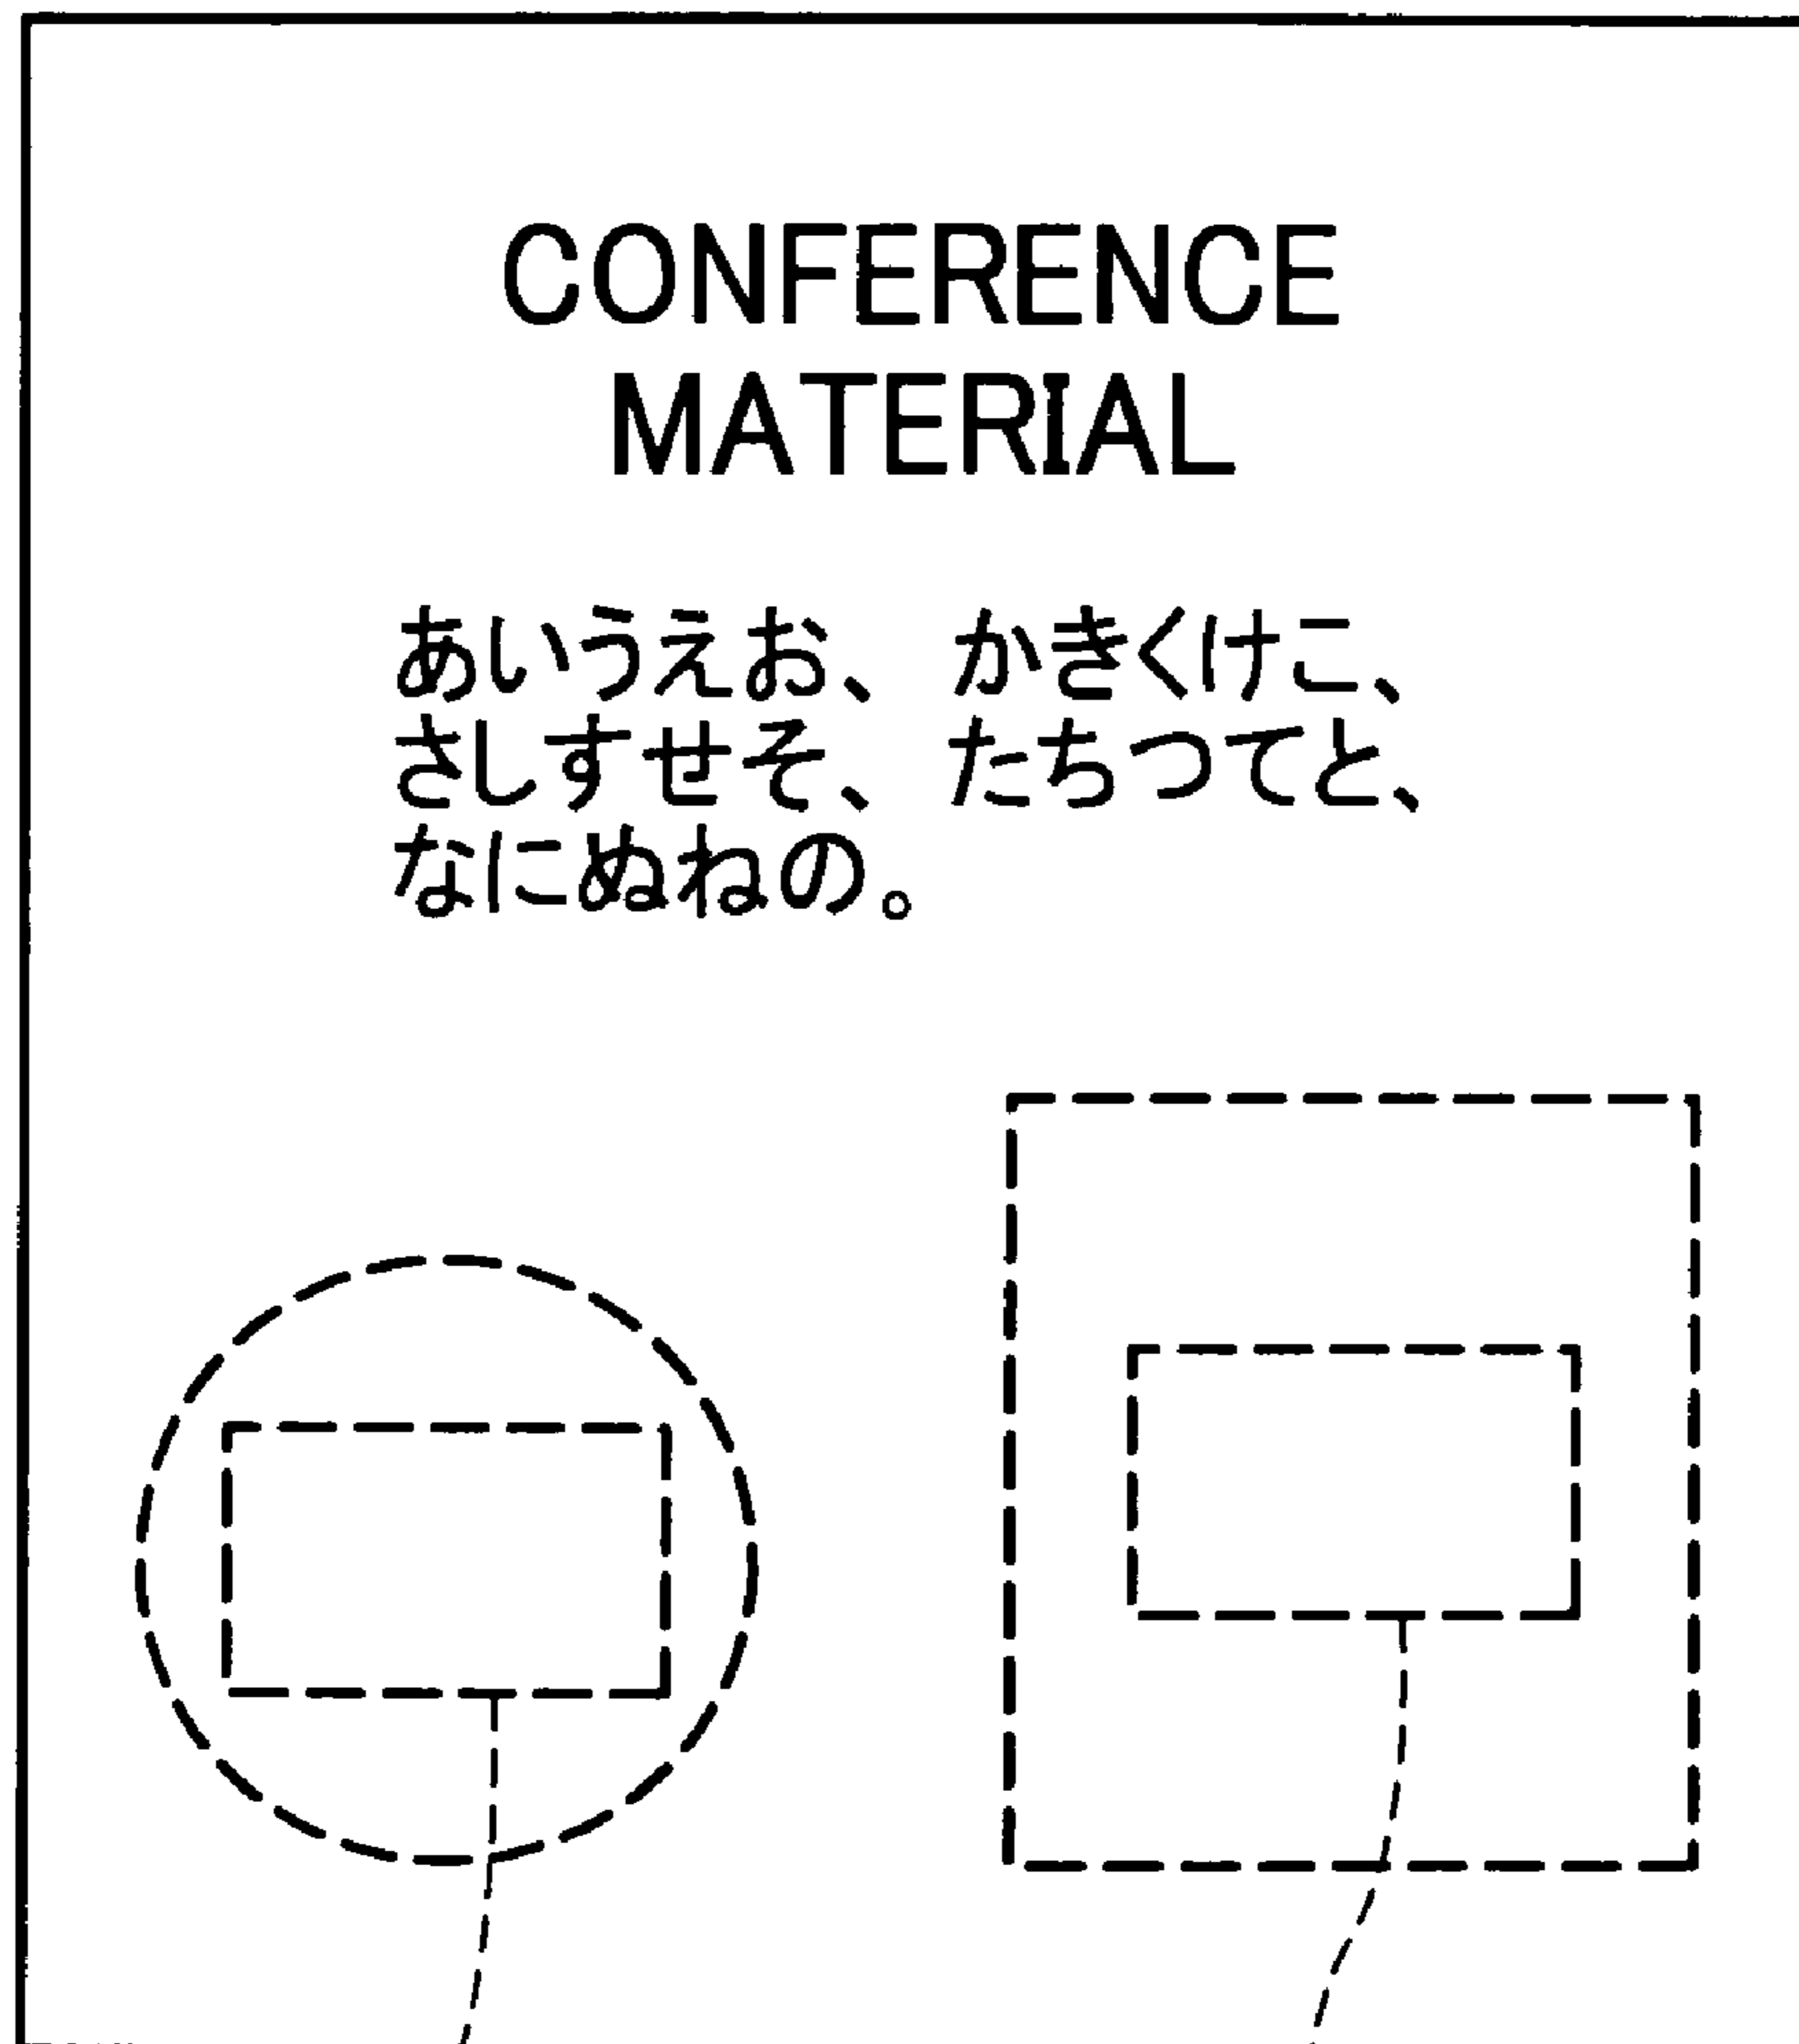 CONFERENCE
MATERIAL
あいうえお、 かきくけこ、
さしすせそ、 たちつてと、
なにぬねの。